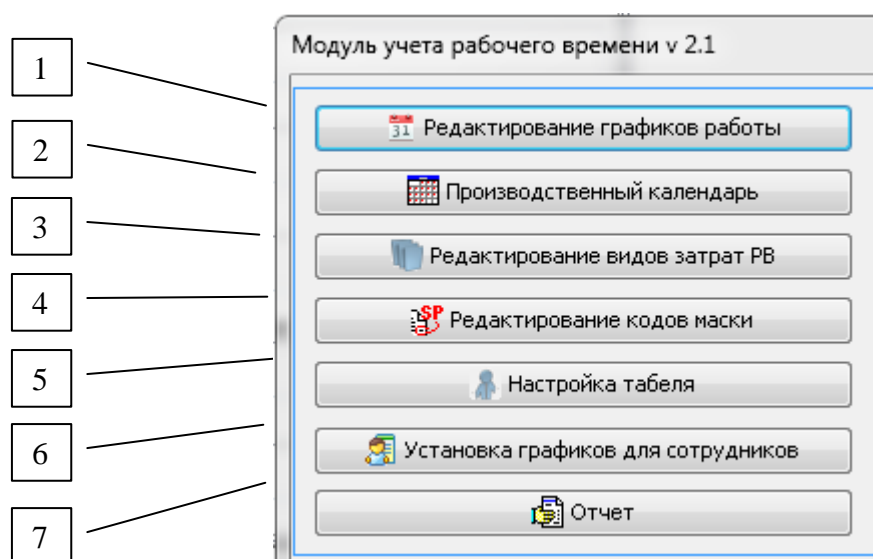 Модуль учета рабочего времени v 2.1
1
31 Редактирование графиков работы
2
Производственный календарь
3
Редактирование видов затрат РВ
4
SP Редактирование кодов маски
5
Настройка табеля
6
Установка графиков для сотрудников
7
Отчет